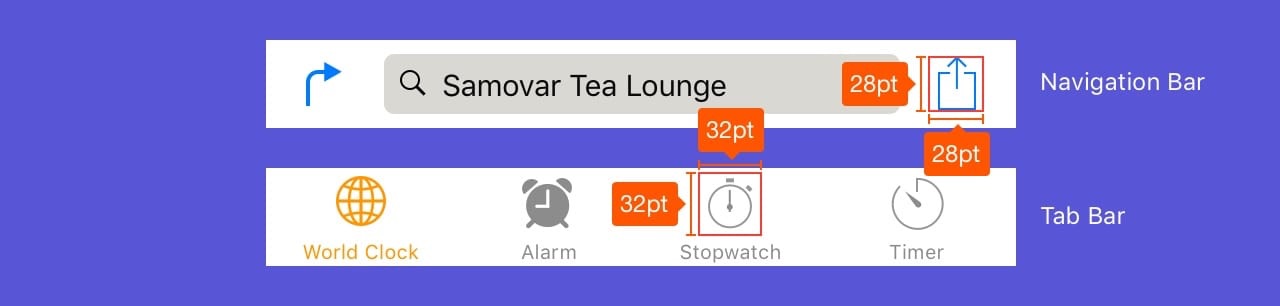 Samovar Tea Lounge
28pt
28pt
Navigation Bar
32pt
32pt
World Clock
Alarm
Stopwatch
Timer
Tab Bar